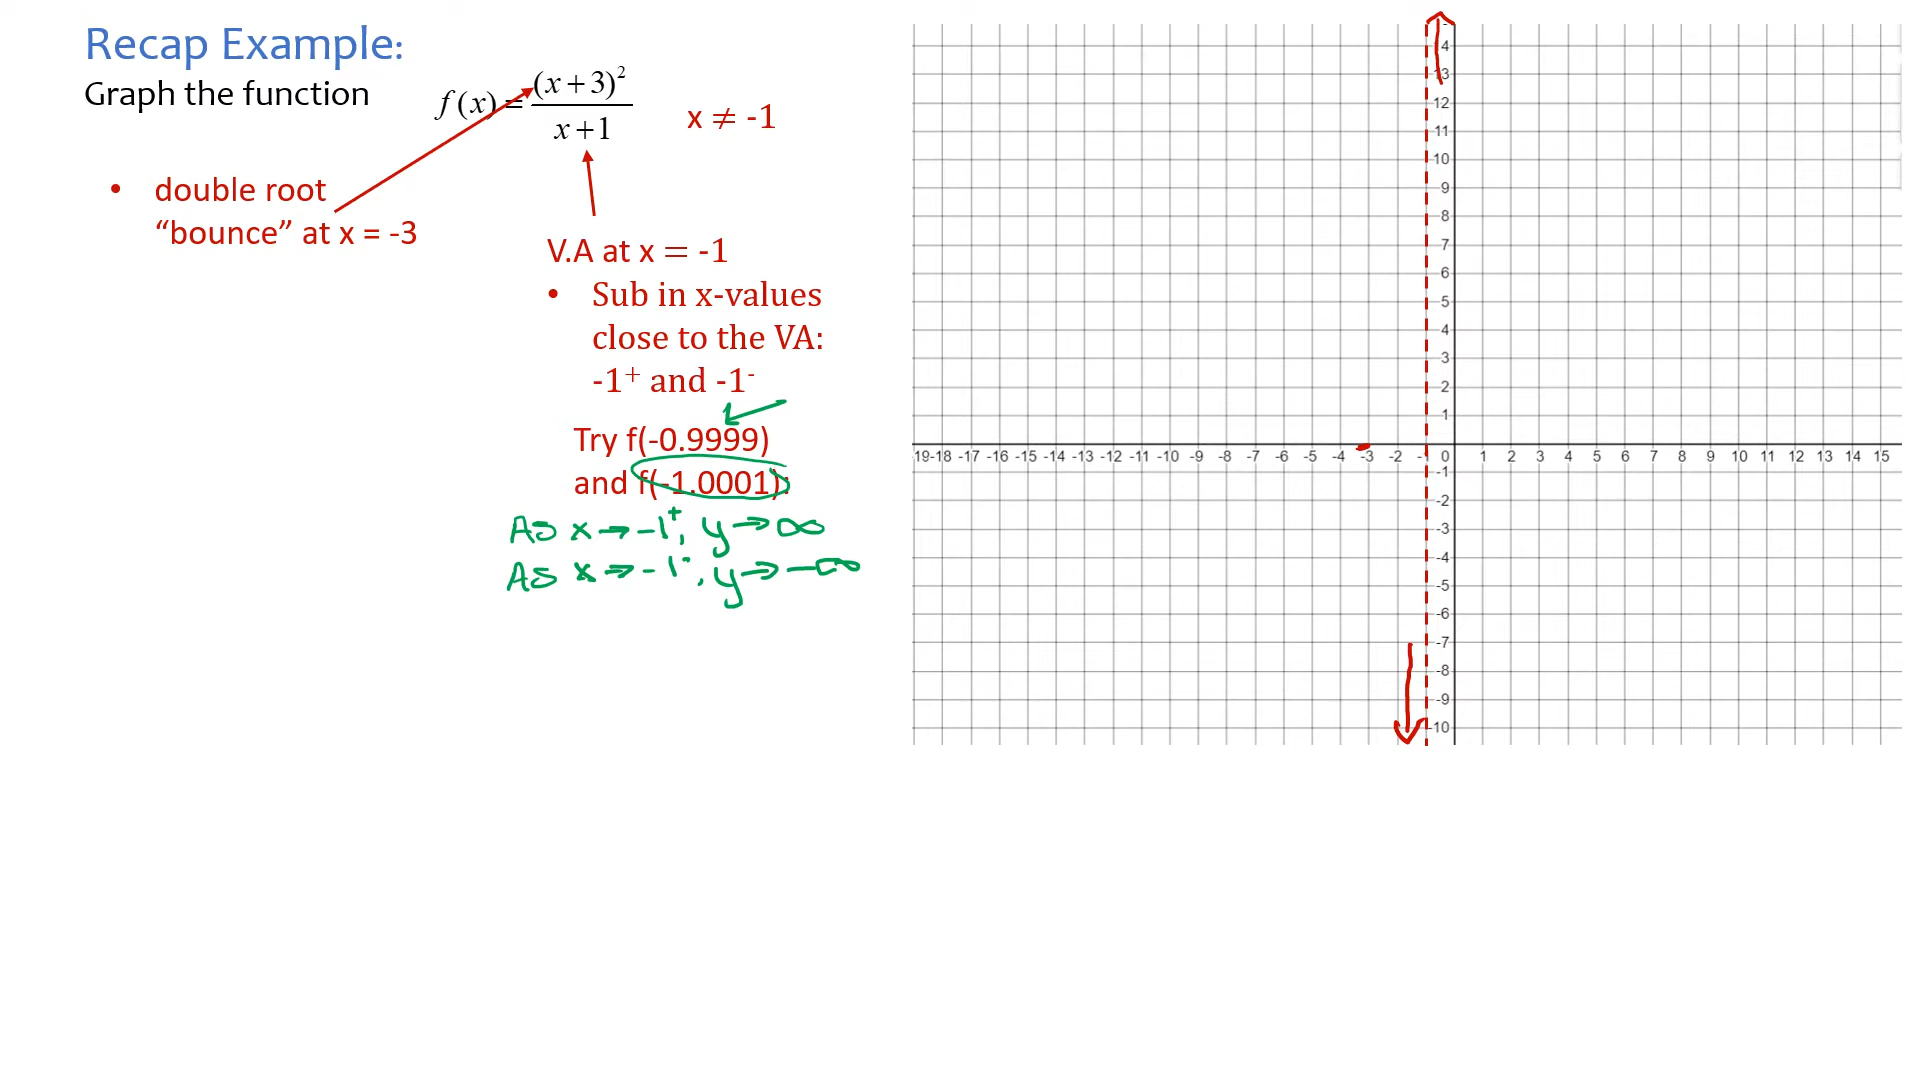 Recap Example:
Graph the function
f(x) = (x+3)² / x+1
x ≠ -1
• double root
“bounce” at x = -3
V.A at x = -1
• Sub in x-values
close to the VA:
-1⁺ and -1⁻
Try f(-0.9999)
and f(-1.0001):
As x → -1⁺, y → ∞
As x → -1⁻, y → -∞
4
13
12
11
10
9
8
7
6
5
4
3
2
1
19 -18 -17 -16 -15 -14 -13 -12 -11 -10 -9 -8 -7 -6 -5 -4 -3 -2 -1 0 1 2 3 4 5 6 7 8 9 10 11 12 13 14 15
-1
-2
-3
-4
-5
-6
-7
-8
-9
-10